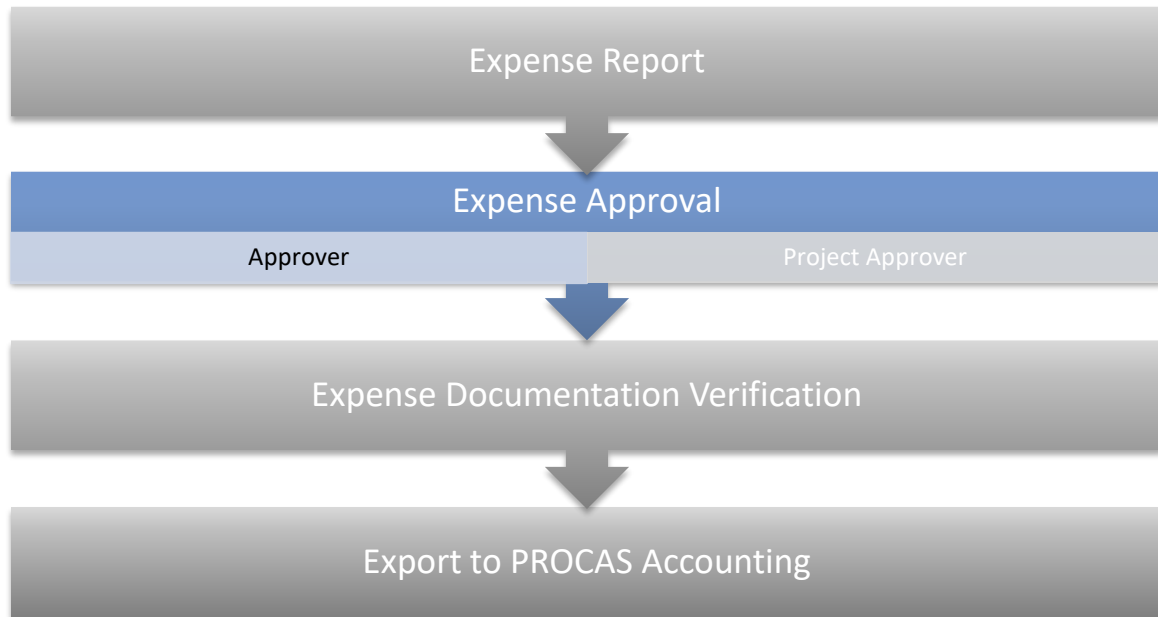 Expense Report
Expense Approval
Approver
Project Approver
Expense Documentation Verification
Export to PROCAS Accounting